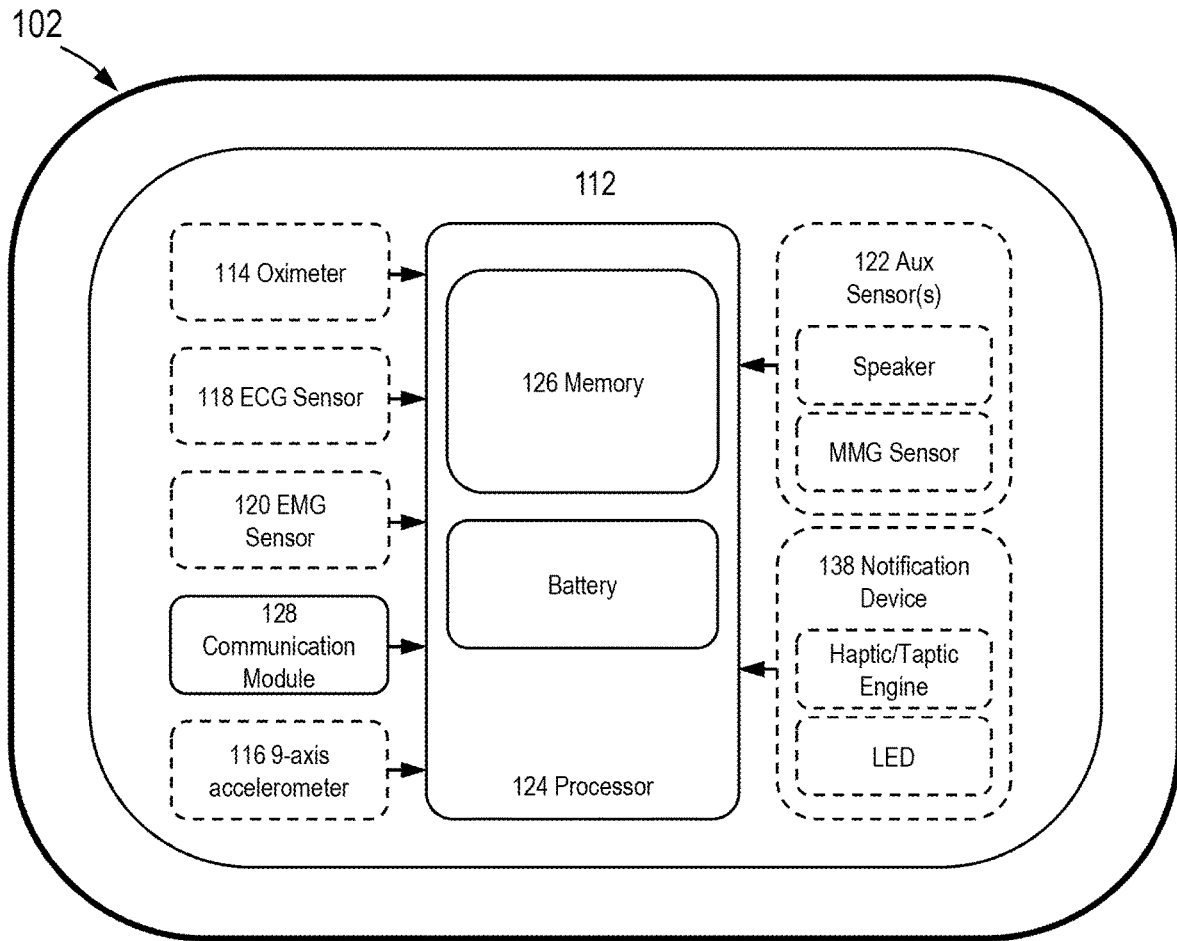 102
112
114 Oximeter
118 ECG Sensor
120 EMG
Sensor
128
Communication
Module
116 9-axis
accelerometer
126 Memory
Battery
124 Processor
122 Aux
Sensor(s)
Speaker
MMG Sensor
138 Notification
Device
Haptic/Taptic
Engine
LED